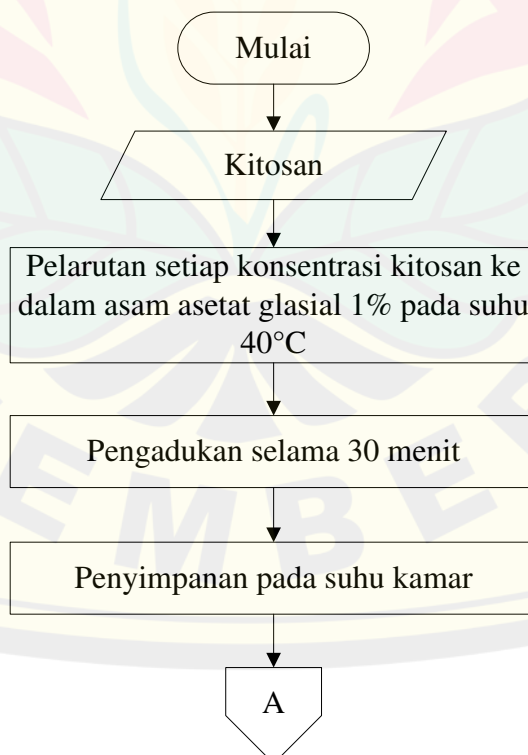 Mulai
Kitosan
Pelarutan setiap konsentrasi kitosan ke
dalam asam asetat glasial 1% pada suhu
40°C
Pengadukan selama 30 menit
EMBE
Penyimpanan pada suhu kamar
A